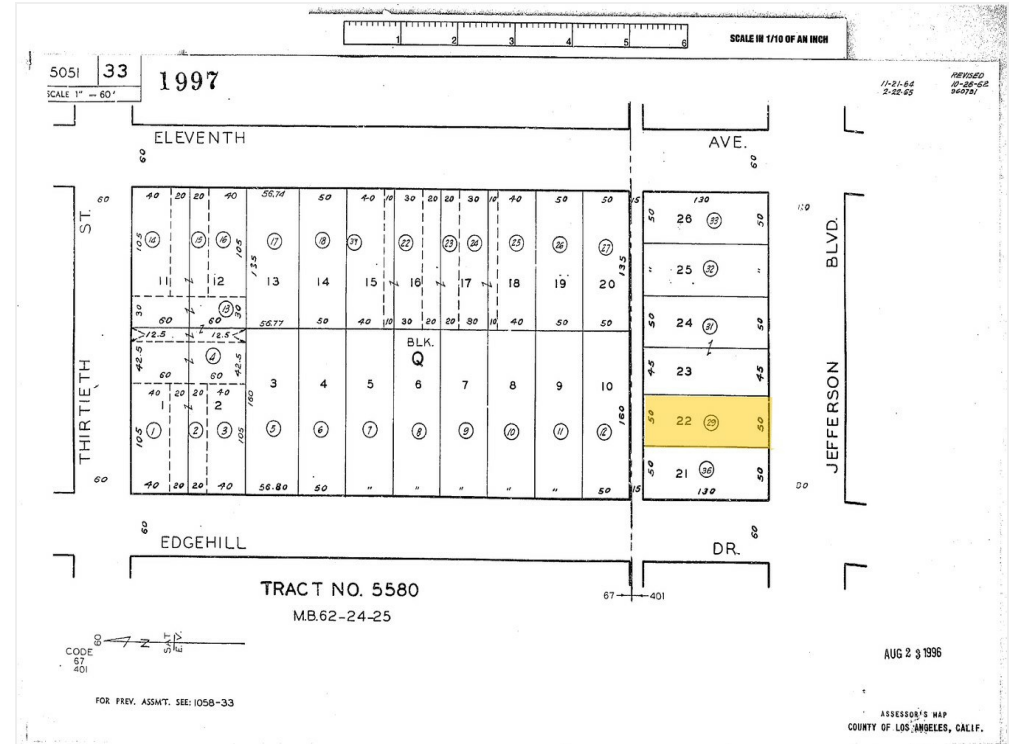 1 2 3 4 5 6
SCALE IN 1/10 OF AN INCH
5051 33
1997
SCALE 1" — 60'
11-21-64
2-22-65
REVISED
10-26-62
960731
ELEVENTH AVE.
60 60
60 40 20 20 40 56.74 50 40 10 30 20 20 30 10 40 50 50 15 130
ST.
BLVD.
50 26 33 50
105 14 15 16 105 17 18 22 23 24 25 26 27
135 135
" 25 32 "
11 12 13 14 15 16 17 18 19 20
30 13 30
60 60 56.77 50 40 10 30 20 20 30 10 40 50 50
50 24 31 50
12.5 12.5
BLK.
Q
42.5 4 42.5
60 60
45 23 45
3 4 5 6 7 8 9 10
40 20 20 40
1 2 160 160
50 22 29 50
105 1 2 3 105 5 6 7 8 9 10 11 12
THIRTIETH
JEFFERSON
50 21 36 50
60 40 20 20 40 56.80 50 " " " " " 50 15 130
60 60
EDGEHILL DR.
TRACT NO. 5580
67 401
M.B.62-24-25
60 N
CODE
67
401
AUG 2 3 1996
FOR PREV. ASSM'T. SEE: 1058-33
ASSESSOR'S MAP
COUNTY OF LOS ANGELES, CALIF.